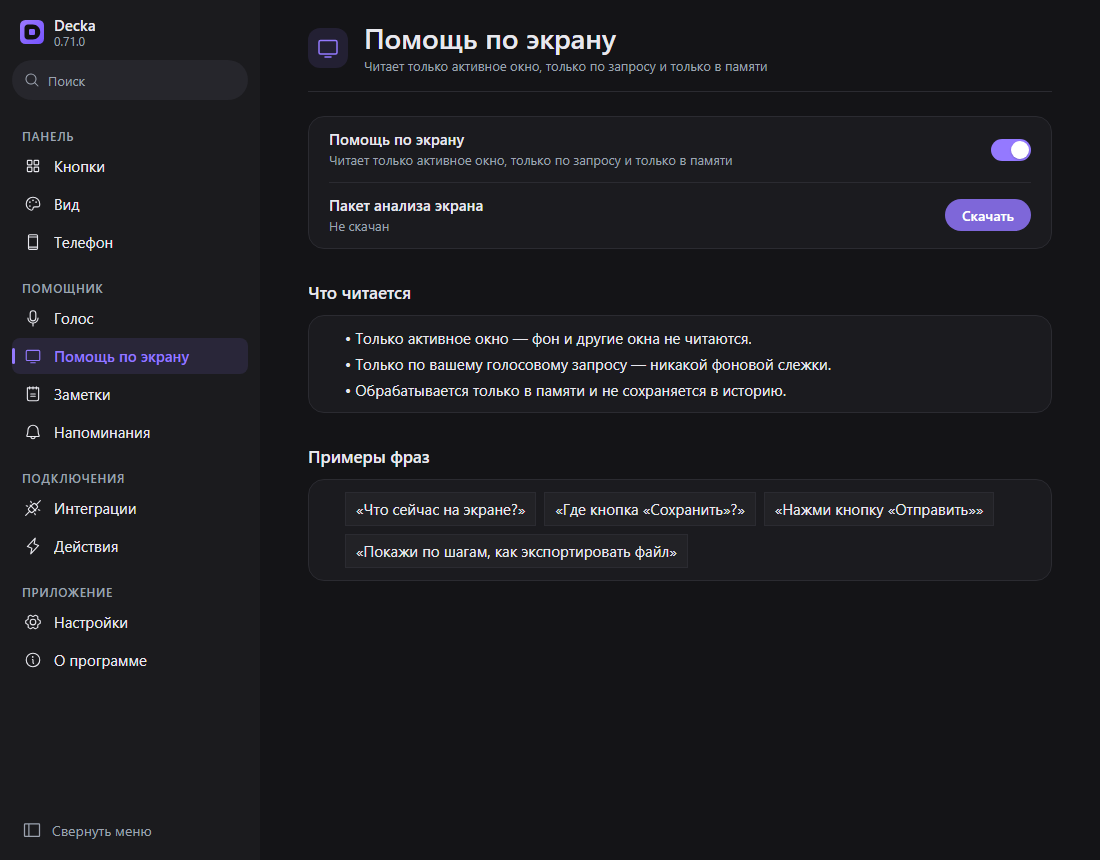 Decka
0.71.0
Поиск
ПАНЕЛЬ
Кнопки
Вид
Телефон
ПОМОЩНИК
Голос
Помощь по экрану
Заметки
Напоминания
ПОДКЛЮЧЕНИЯ
Интеграции
Действия
ПРИЛОЖЕНИЕ
Настройки
О программе
Свернуть меню
Помощь по экрану
Читает только активное окно, только по запросу и только в памяти
Помощь по экрану
Читает только активное окно, только по запросу и только в памяти
Пакет анализа экрана
Не скачан
Скачать
Что читается
• Только активное окно — фон и другие окна не читаются.
• Только по вашему голосовому запросу — никакой фоновой слежки.
• Обрабатывается только в памяти и не сохраняется в историю.
Примеры фраз
«Что сейчас на экране?» «Где кнопка «Сохранить»?» «Нажми кнопку «Отправить»»
«Покажи по шагам, как экспортировать файл»